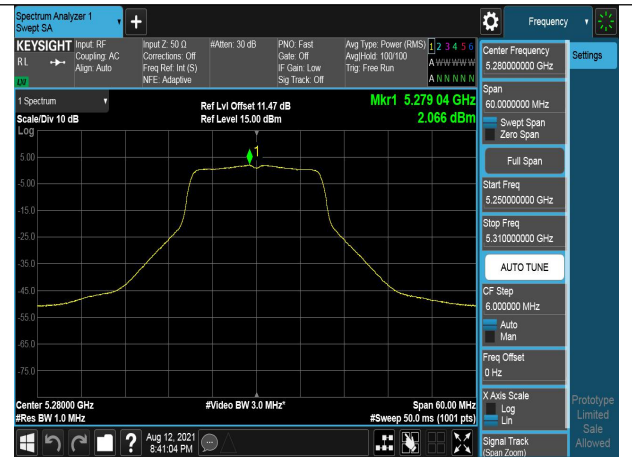 Spectrum Analyzer 1
Swept SA
Frequency
KEYSIGHT
RL
Input: RF
Coupling: AC
Align: Auto
Input Z: 50 Ω
Corrections: Off
Freq Ref: Int (S)
NFE: Adaptive
#Atten: 30 dB
PNO: Fast
Gate: Off
IF Gain: Low
Sig Track: Off
Avg Type: Power (RMS)
Avg|Hold: 100/100
Trig: Free Run
1 2 3 4 5 6
A W W W W W
A N N N N N
1 Spectrum
Scale/Div 10 dB
Log
Ref Lvl Offset 11.47 dB
Ref Level 15.00 dBm
Mkr1 5.279 04 GHz
2.066 dBm
1
5.00
-5.00
-15.0
-25.0
-35.0
-45.0
-55.0
-65.0
-75.0
Center 5.28000 GHz
#Res BW 1.0 MHz
#Video BW 3.0 MHz*
Span 60.00 MHz
#Sweep 50.0 ms (1001 pts)
?
Aug 12, 2021
8:41:04 PM
Center Frequency
5.280000000 GHz
Span
60.0000000 MHz
Swept Span
Zero Span
Full Span
Start Freq
5.250000000 GHz
Stop Freq
5.310000000 GHz
AUTO TUNE
CF Step
6.000000 MHz
Auto
Man
Freq Offset
0 Hz
X Axis Scale
Log
Lin
Signal Track
(Span Zoom)
Settings
Prototype
Limited
Sale
Allowed